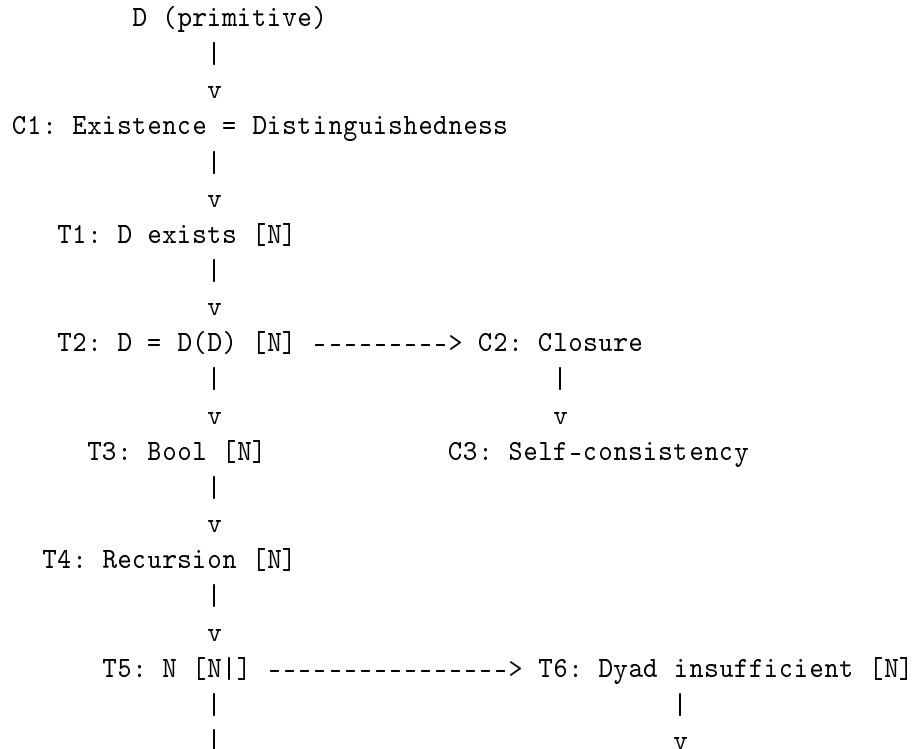 D (primitive)
|
v
C1: Existence = Distinguishedness
|
v
T1: D exists [N]
|
v
T2: D = D(D) [N] ---------> C2: Closure
| |
v v
T3: Bool [N] C3: Self-consistency
|
v
T4: Recursion [N]
|
v
T5: N [N|] ----------------> T6: Dyad insufficient [N]
| |
| v